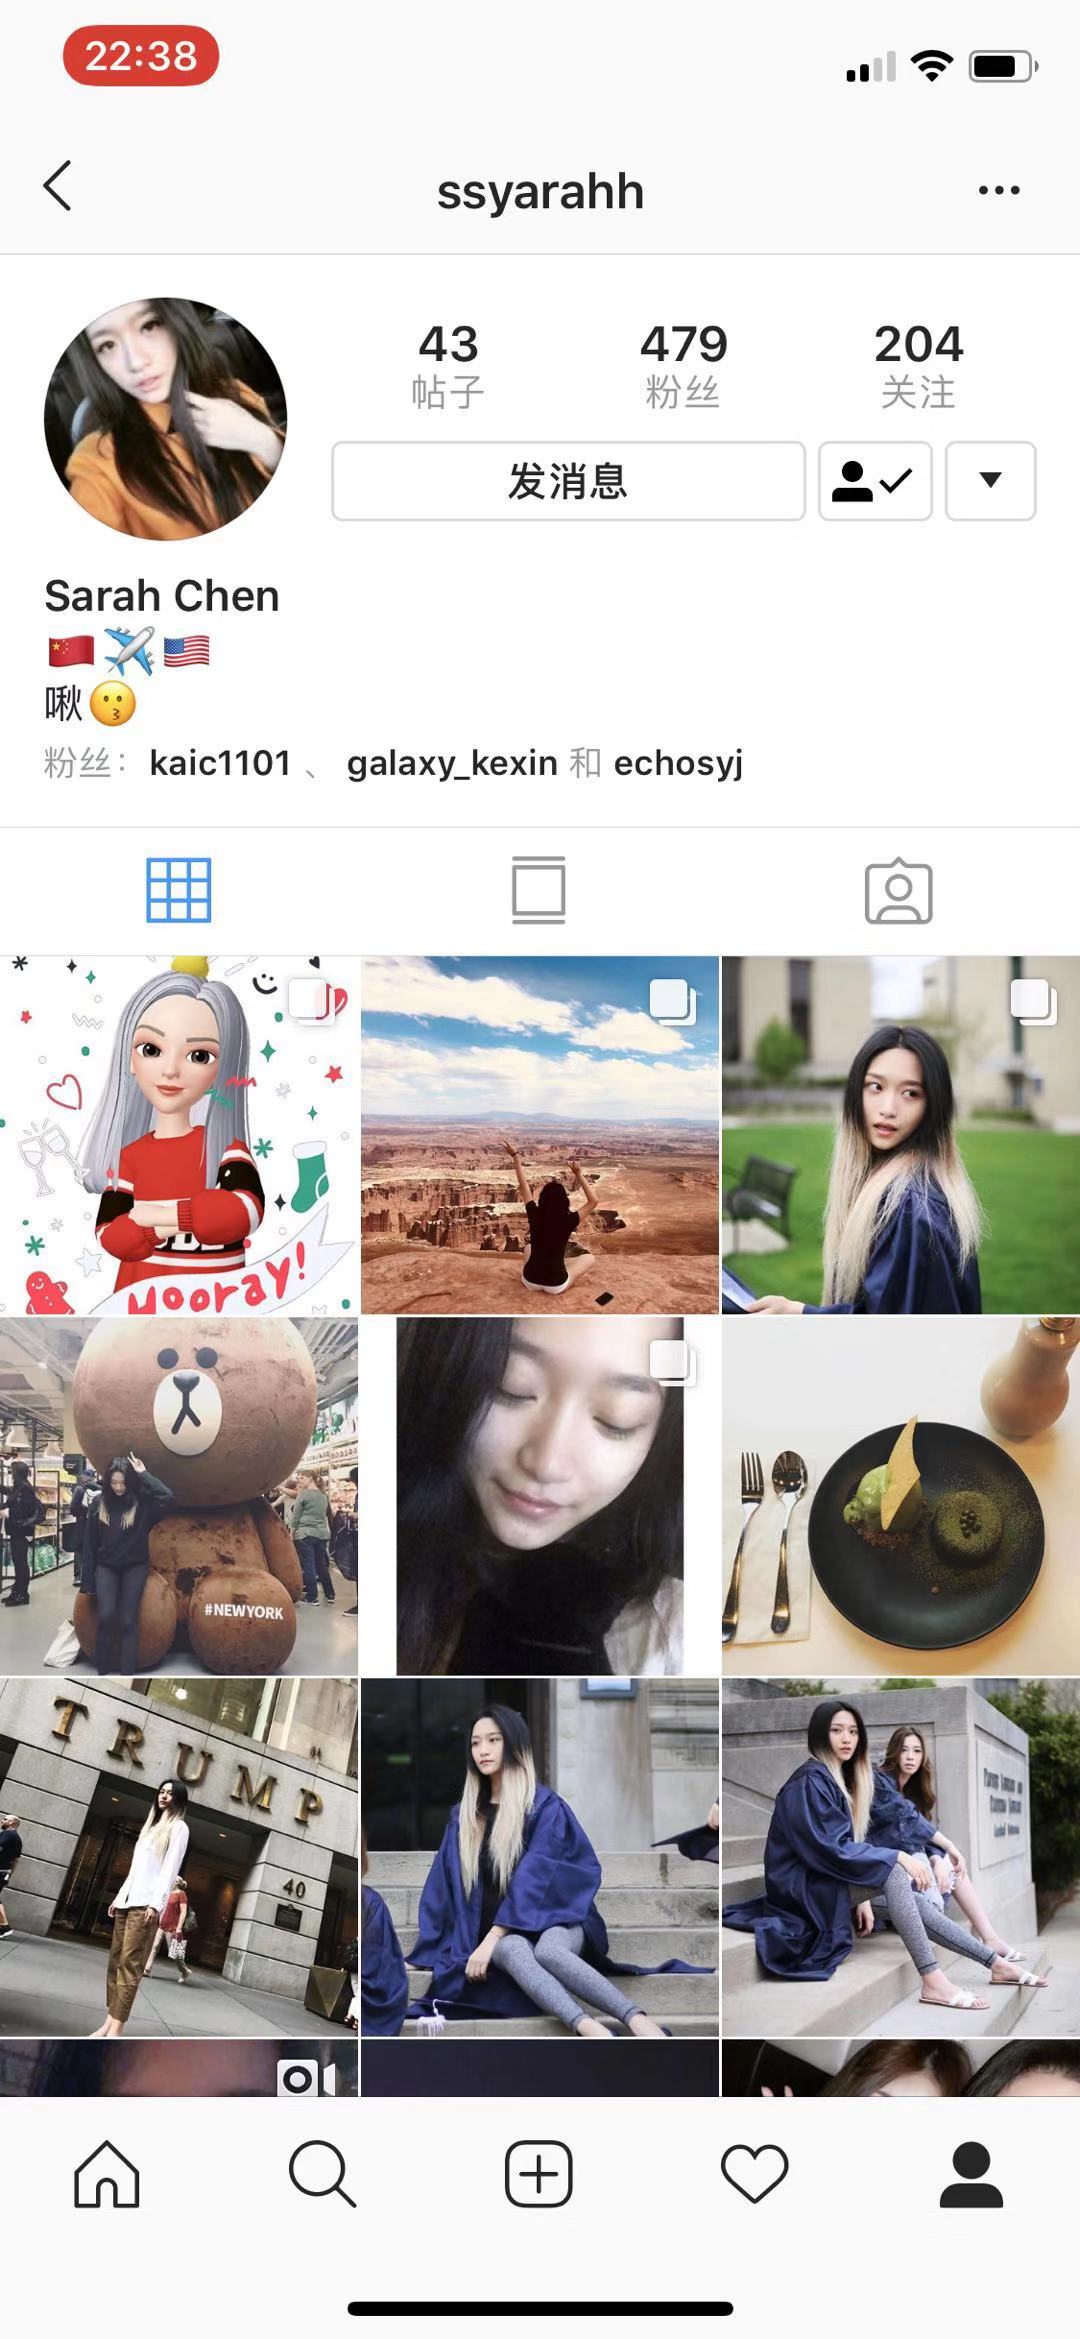 22:38
ssyarahh
43
479
204
帖子
粉丝
关注
发消息
Sarah Chen
啾
粉丝： kaic1101 、 galaxy_kexin 和 echosyj
Hooray!
#NEWYORK
TRUMP
40